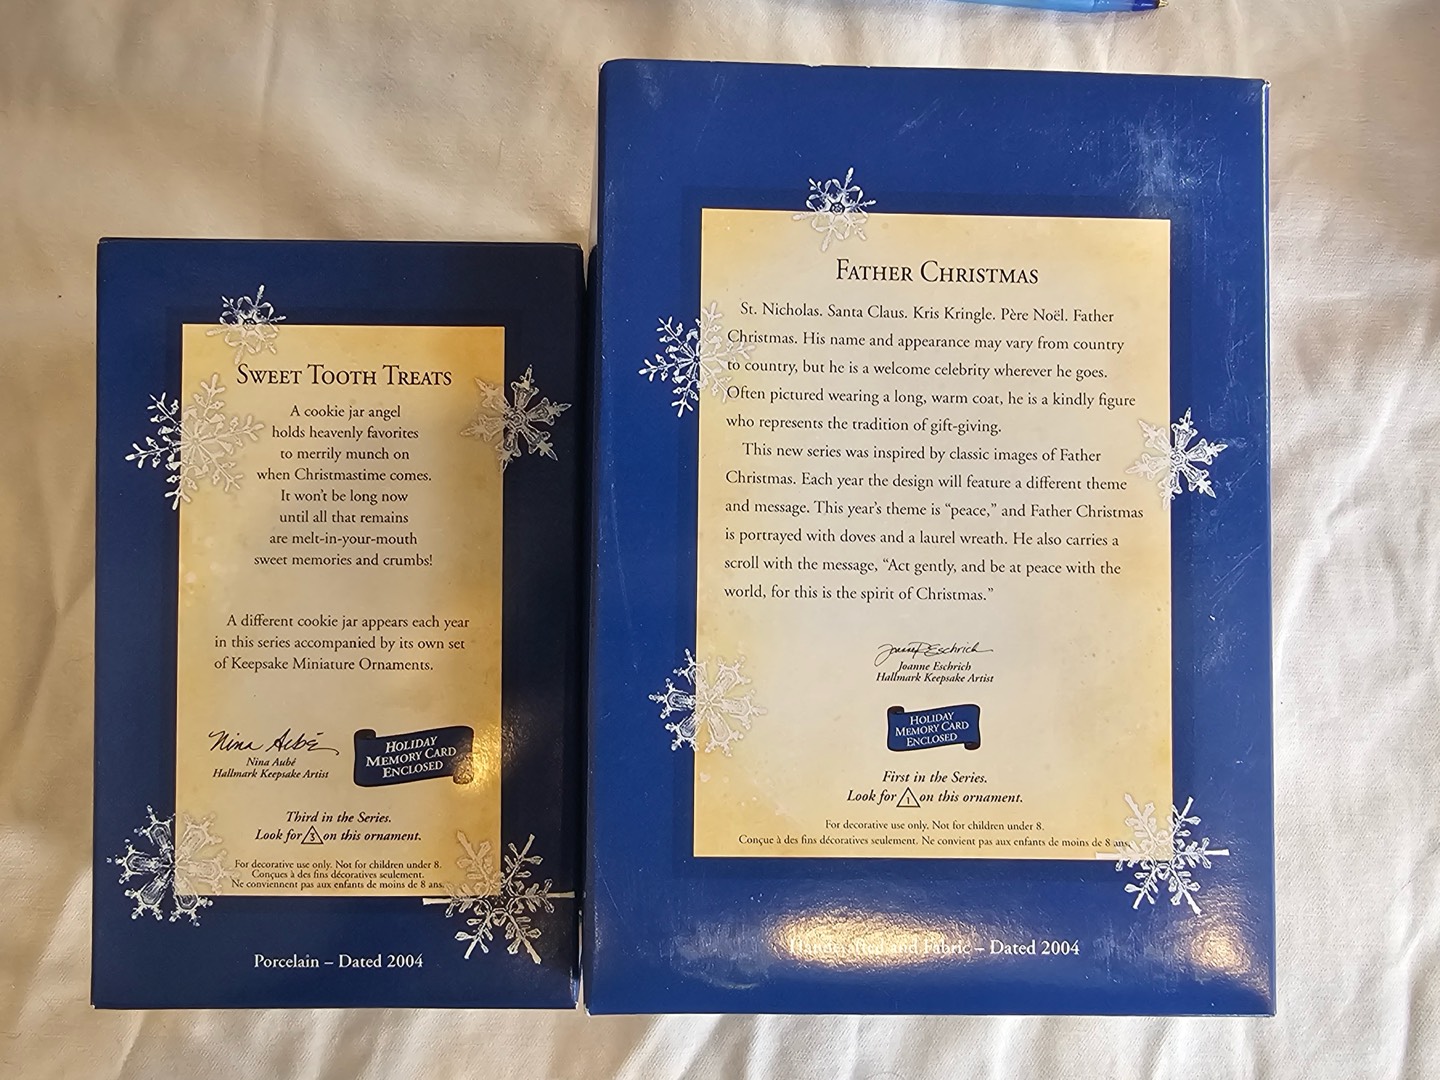 SWEET TOOTH TREATS
A cookie jar angel
holds heavenly favorites
to merrily munch on
when Christmastime comes.
It won't be long now
until all that remains
are melt-in-your-mouth
sweet memories and crumbs!
A different cookie jar appears each year
in this series accompanied by its own set
of Keepsake Miniature Ornaments.
Nina Aubé
Nina Aubé
Hallmark Keepsake Artist
HOLIDAY
MEMORY CARD
ENCLOSED
Third in the Series.
Look for 3 on this ornament.
For decorative use only. Not for children under 8.
Conçues à des fins décoratives seulement.
Ne conviennent pas aux enfants de moins de 8 ans.
Porcelain – Dated 2004
FATHER CHRISTMAS
St. Nicholas. Santa Claus. Kris Kringle. Père Noël. Father
Christmas. His name and appearance may vary from country
to country, but he is a welcome celebrity wherever he goes.
Often pictured wearing a long, warm coat, he is a kindly figure
who represents the tradition of gift-giving.
This new series was inspired by classic images of Father
Christmas. Each year the design will feature a different theme
and message. This year's theme is “peace,” and Father Christmas
is portrayed with doves and a laurel wreath. He also carries a
scroll with the message, “Act gently, and be at peace with the
world, for this is the spirit of Christmas.”
Joanne Eschrich
Joanne Eschrich
Hallmark Keepsake Artist
HOLIDAY
MEMORY CARD
ENCLOSED
First in the Series.
Look for 1 on this ornament.
For decorative use only. Not for children under 8.
Conçue à des fins décoratives seulement. Ne convient pas aux enfants de moins de 8 ans.
Handcrafted and Fabric – Dated 2004